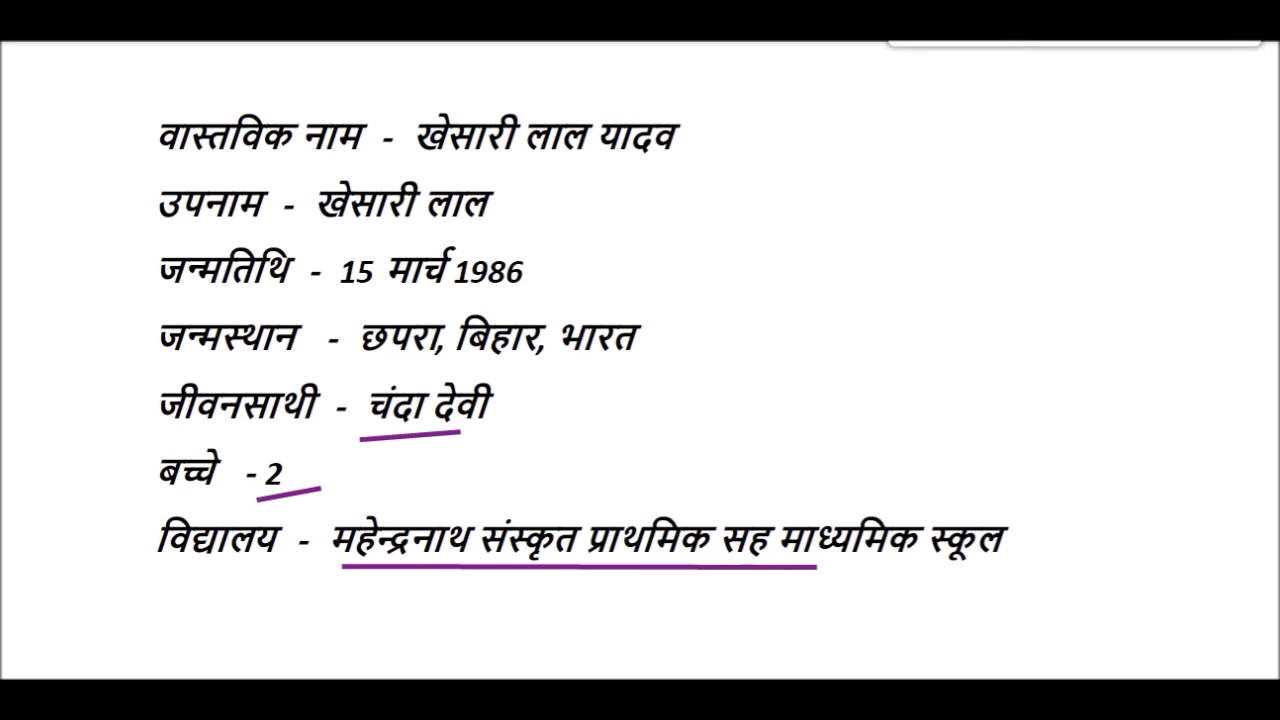 वास्तविक नाम - खेसारी लाल यादव
उपनाम - खेसारी लाल
जन्मतिथि - 15 मार्च 1986
जन्मस्थान - छपरा, बिहार, भारत
जीवनसाथी - चंदा देवी
बच्चे - 2
विद्यालय - महेन्द्रनाथ संस्कृत प्राथमिक सह माध्यमिक स्कूल